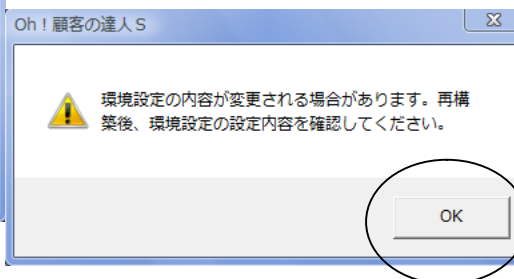 Oh！顧客の達人Ｓ
環境設定の内容が変更される場合があります。再構
築後、環境設定の設定内容を確認してください。
OK